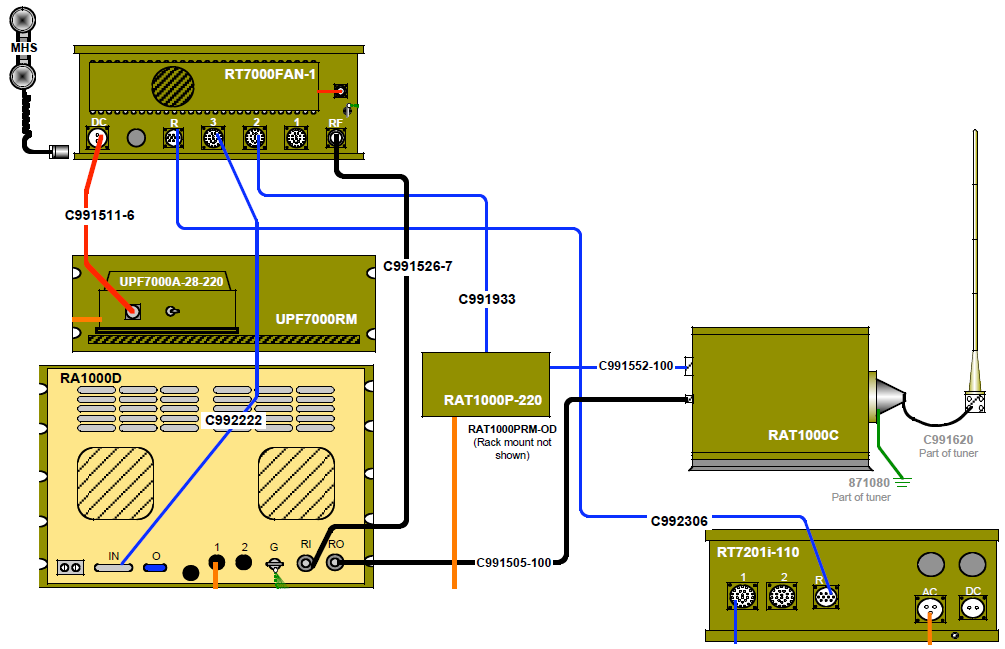 MHS
RT7000FAN-1
DC
R
3
2
1
RF
C991511-6
C991526-7
UPF7000A-28-220
UPF7000RM
C991933
RA1000D
C992222
C991552-100
RAT1000P-220
RAT1000PRM-OD
(Rack mount not
shown)
RAT1000C
C991620
Part of tuner
871080
Part of tuner
IN
O
1
2
G
RI
RO
C991505-100
C992306
RT7201i-110
1
2
R
AC
DC